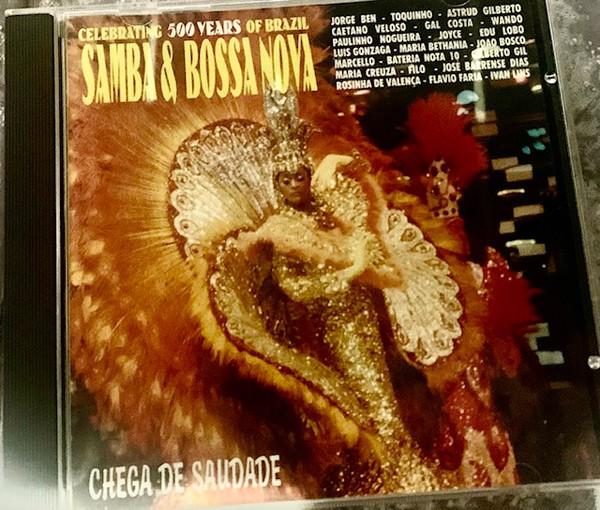 CELEBRATING 500 YEARS OF BRAZIL
SAMBA & BOSSA NOVA
JORGE BEN - TOQUINHO - ASTRUD GILBERTO
CAETANO VELOSO - GAL COSTA - WANDO
PAULINHO NOGUEIRA - JOYCE - EDU LOBO
LUIS GONZAGA - MARIA BETHANIA - JOAO BOSCO
MARCELLO - BATERIA NOTA 10 - GILBERTO GIL
MARIA CREUZA - FILO - JOSE BARRENSE DIAS
ROSINHA DE VALENÇA - FLAVIO FARIA - IVAN LINS
CHEGA DE SAUDADE